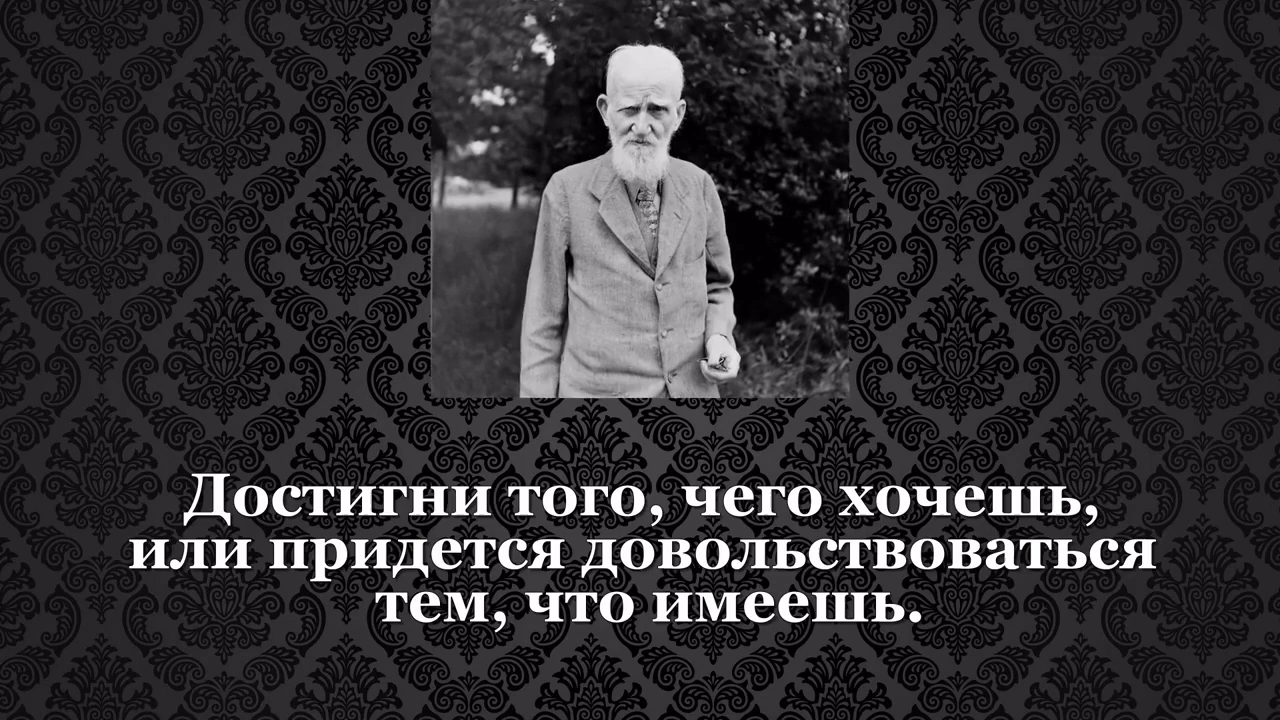 Достигни того, чего хочешь,
или придется довольствоваться
тем, что имеешь.